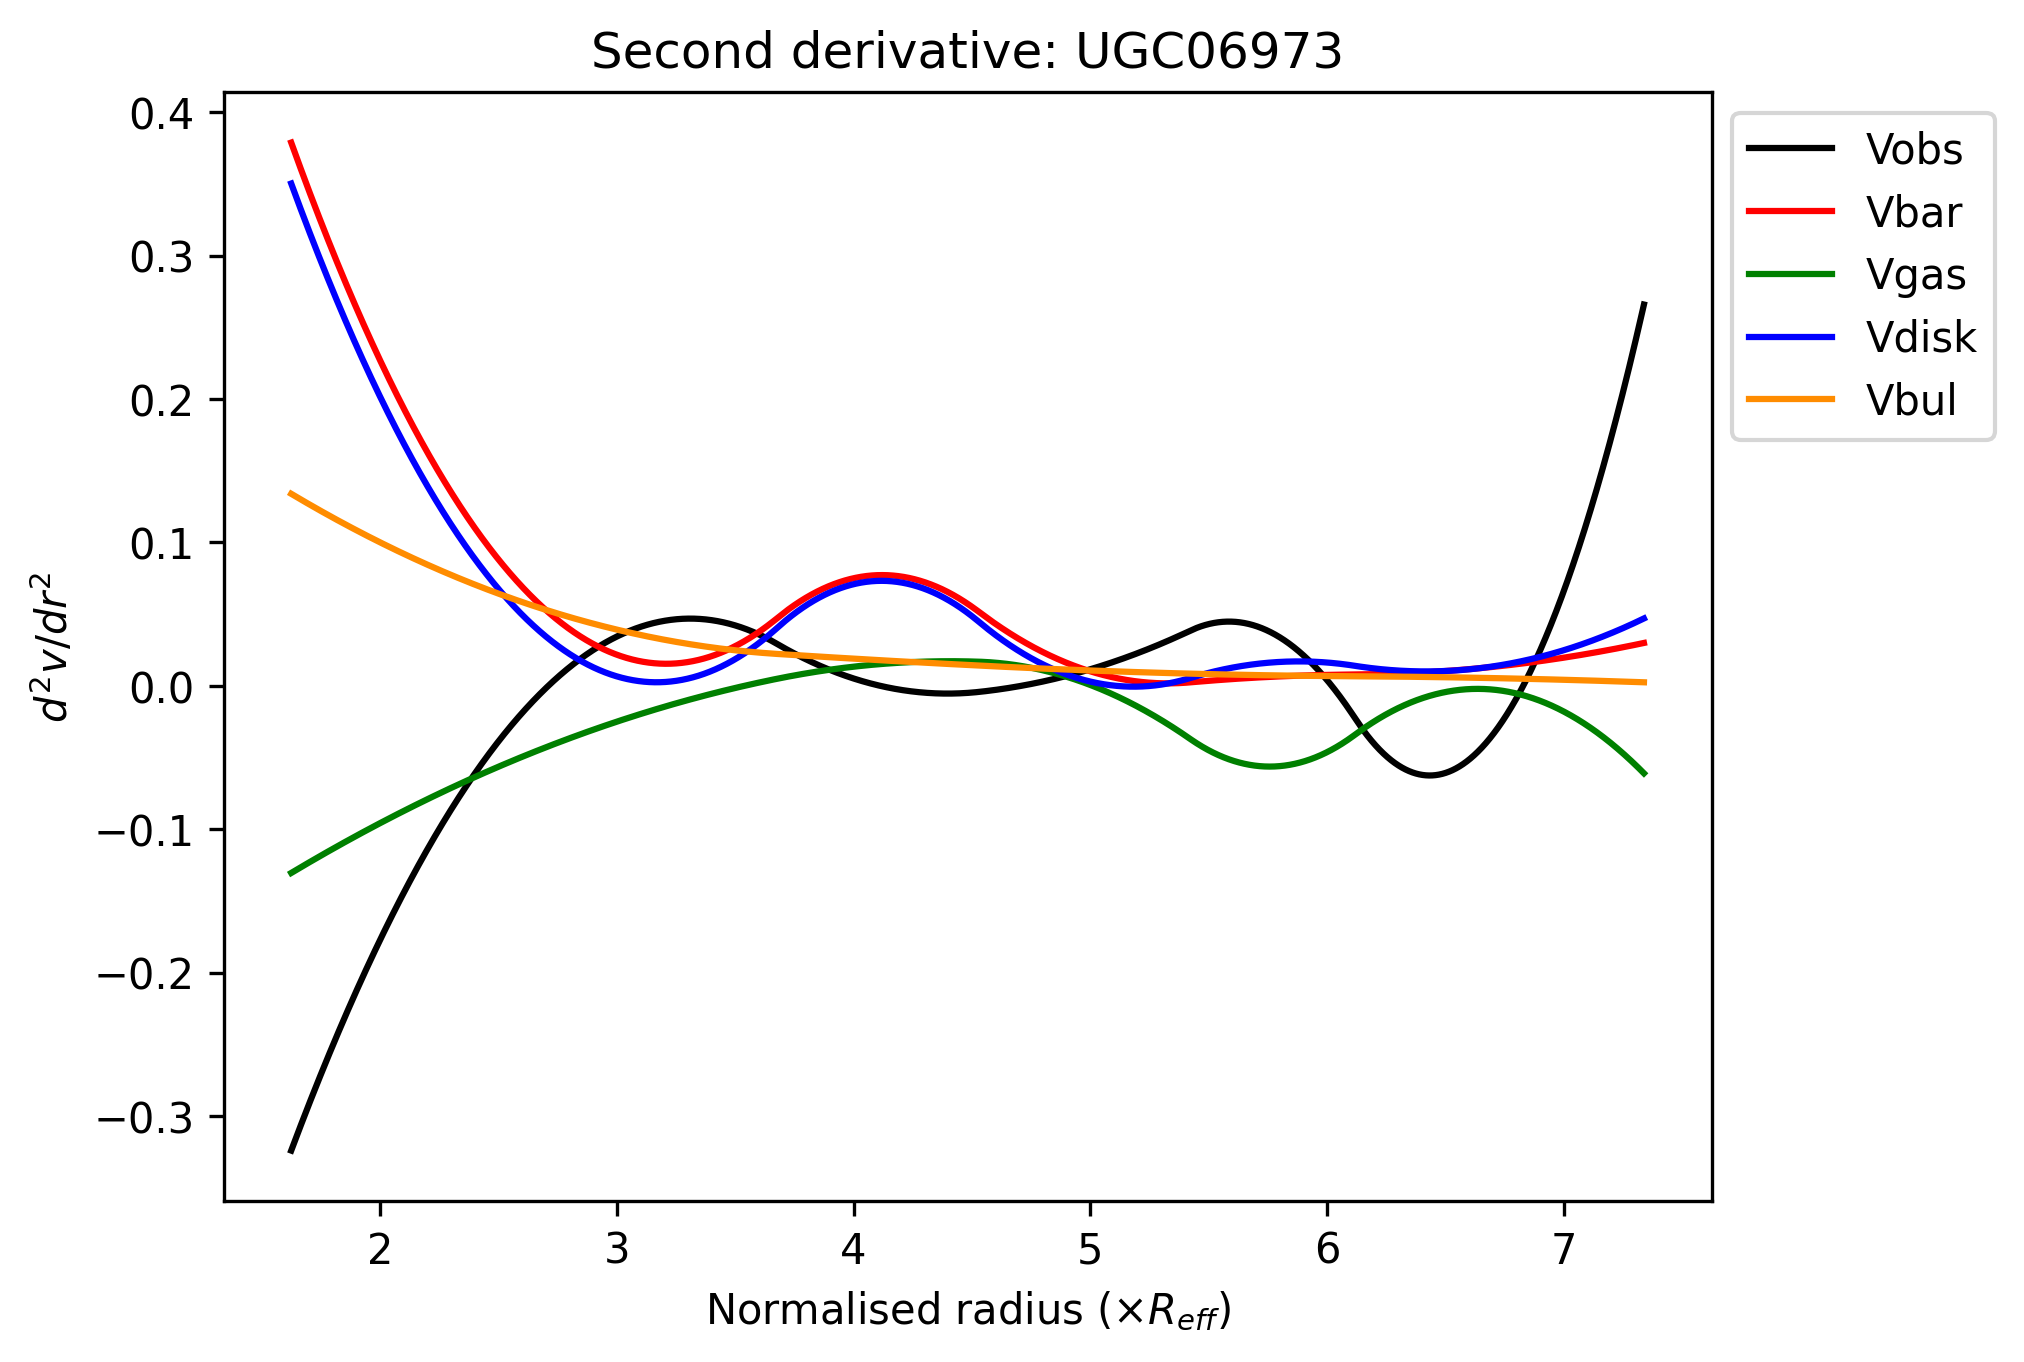 Second derivative: UGC06973
0.4
0.3
0.2
0.1
0.0
−0.1
−0.2
−0.3
d²v/dr²
2 3 4 5 6 7
Normalised radius (×R_eff)
Vobs
Vbar
Vgas
Vdisk
Vbul